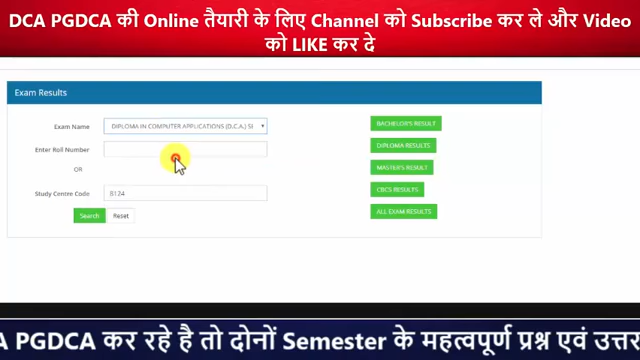 DCA PGDCA की Online तैयारी के लिए Channel को Subscribe कर ले और Video
को LIKE कर दे
Exam Results
Exam Name
DIPLOMA IN COMPUTER APPLICATIONS (D.C.A.) SE
BACHELOR'S RESULT
Enter Roll Number
DIPLOMA RESULTS
OR
MASTER'S RESULT
Study Centre Code
8124
CBCS RESULTS
Search
Reset
ALL EXAM RESULTS
A PGDCA कर रहे है तो दोनों Semester के महत्वपूर्ण प्रश्न एवं उत्तर